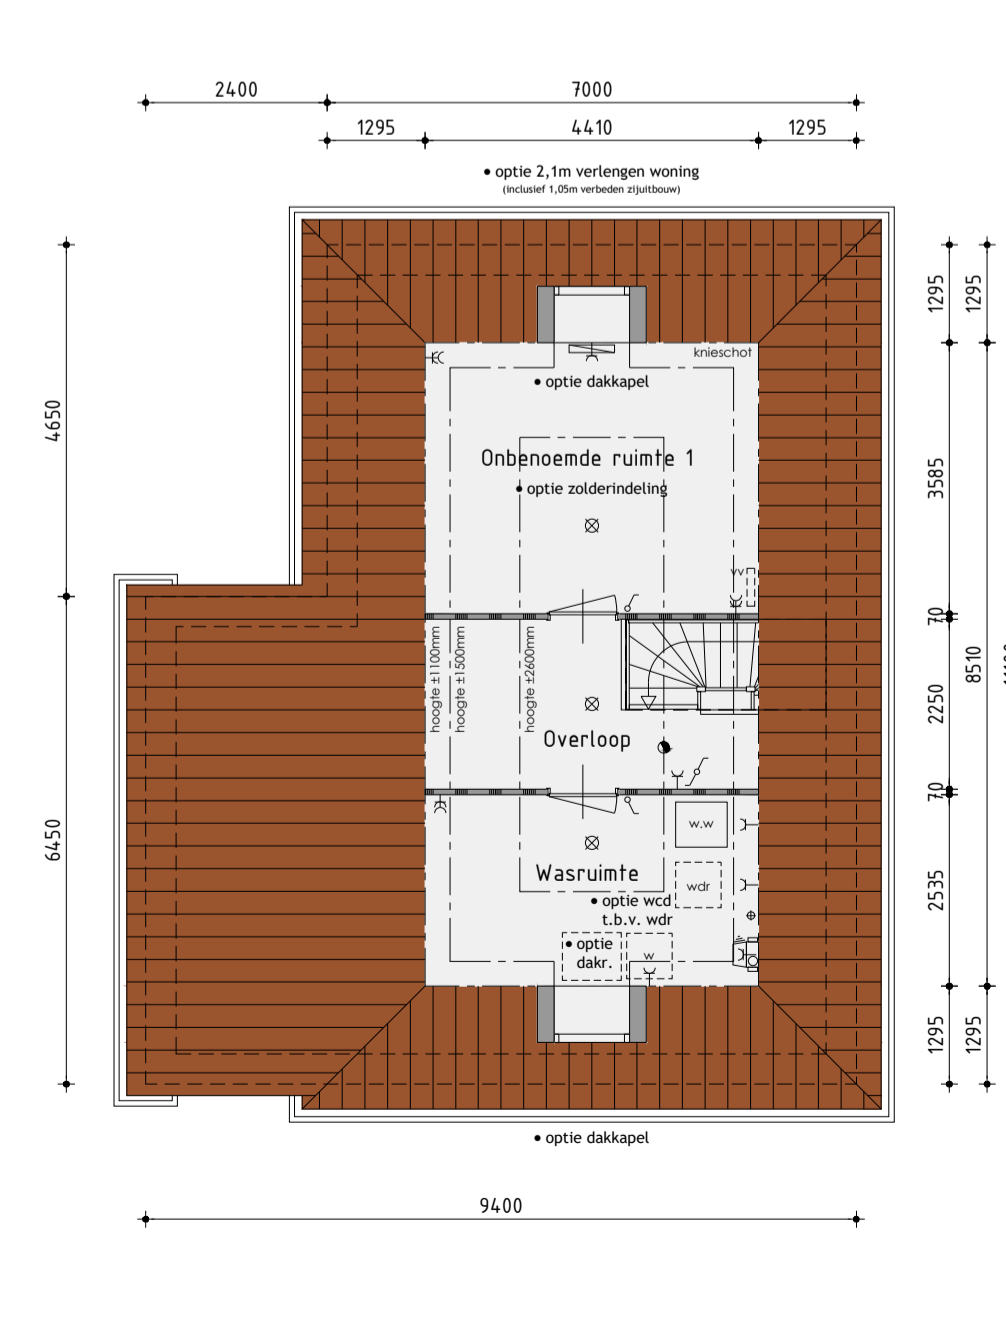 2400
7000
1295
4410
1295
• optie 2,1m verlengen woning
(inclusief 1,05m verbeden zijuitbouw)
1295
1295
knieschot
• optie dakkapel
4650
Onbenoemde ruimte 1
• optie zolderindeling
3585
vv
70
hoogte ±1100mm
hoogte ±1500mm
hoogte ±2600mm
8510
2250
Overloop
70
w.w
6450
Wasruimte
wdr
2535
• optie wcd
t.b.v. wdr
• optie
dakr.
w
1295
1295
• optie dakkapel
9400